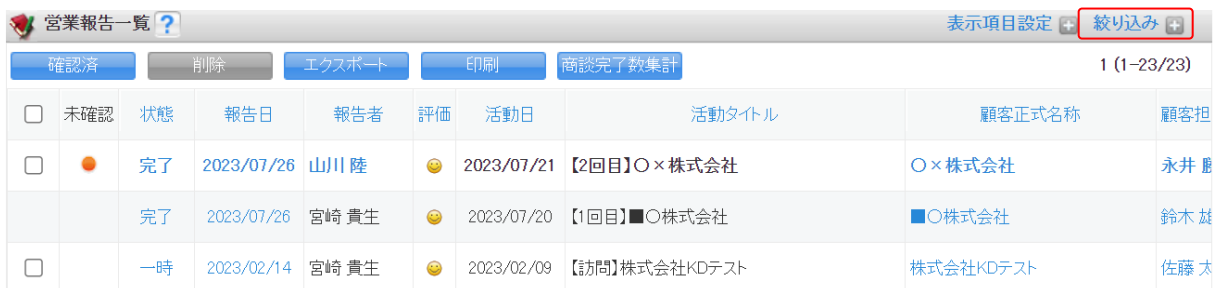 営業報告一覧 ? 表示項目設定 絞り込み
確認済 削除 エクスポート 印刷 商談完了数集計 1 (1-23/23)
未確認 状態 報告日 報告者 評価 活動日 活動タイトル 顧客正式名称 顧客担
完了 2023/07/26 山川 陸 2023/07/21 【2回目】○×株式会社 ○×株式会社 永井 勝
完了 2023/07/26 宮崎 貴生 2023/07/20 【1回目】■○株式会社 ■○株式会社 鈴木 雄
一時 2023/02/14 宮崎 貴生 2023/02/09 【訪問】株式会社KDテスト 株式会社KDテスト 佐藤 太